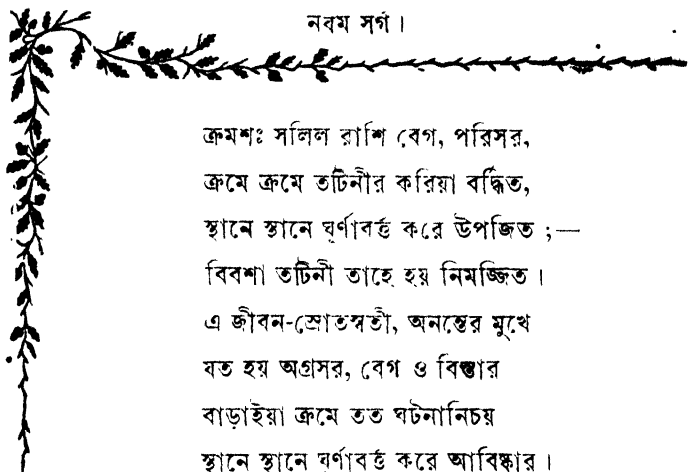 নবম সর্গ।
ক্রমশঃ সলিল রাশি বেগ, পরিসর,
ক্রমে ক্রমে তটিনীর করিয়া বর্দ্ধিত,
স্থানে স্থানে ঘূর্ণাবর্ত্ত করে উপজিত ;—
বিবশা তটিনী তাহে হয় নিমজ্জিত।
এ জীবন-স্রোতস্বতী, অনন্তের মুখে
যত হয় অগ্রসর, বেগ ও বিস্তার
বাড়াইয়া ক্রমে তত ঘটনানিচয়
স্থানে স্থানে ঘূর্ণাবর্ত্ত করে আবিষ্কার।